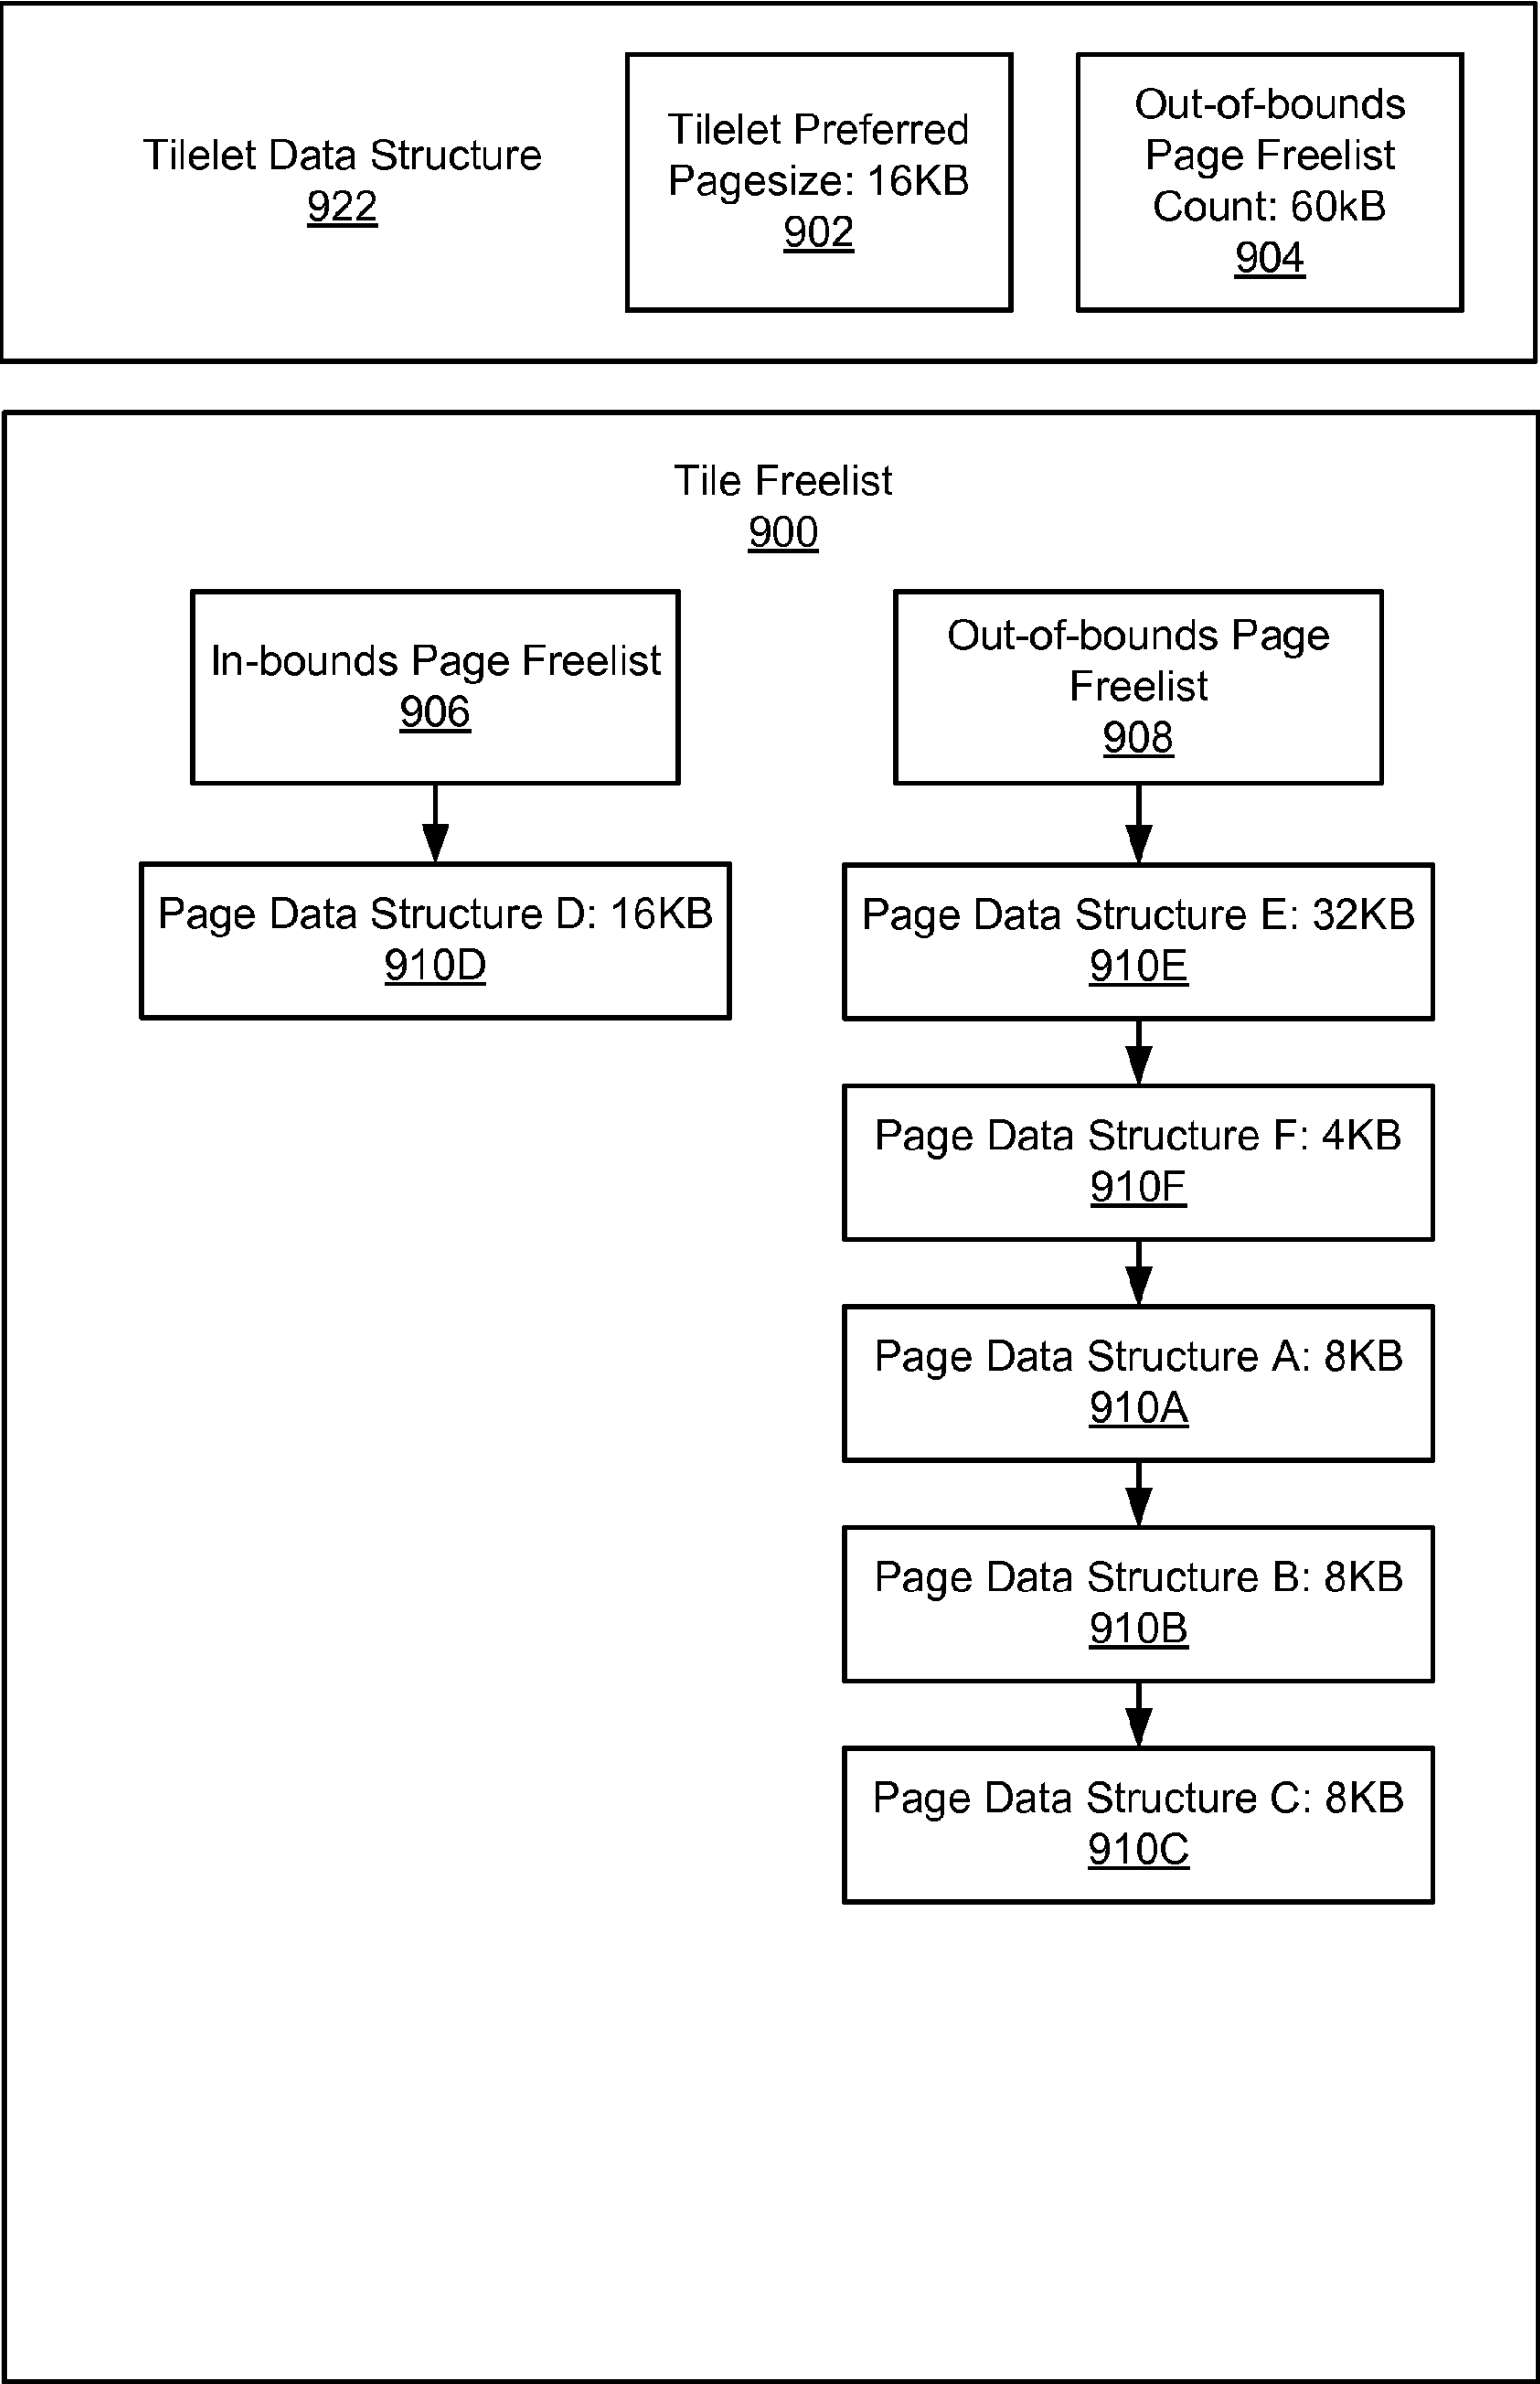 Tilelet Data Structure
922
Tilelet Preferred
Pagesize: 16KB
902
Out-of-bounds
Page Freelist
Count: 60kB
904
Tile Freelist
900
In-bounds Page Freelist
906
Page Data Structure D: 16KB
910D
Out-of-bounds Page
Freelist
908
Page Data Structure E: 32KB
910E
Page Data Structure F: 4KB
910F
Page Data Structure A: 8KB
910A
Page Data Structure B: 8KB
910B
Page Data Structure C: 8KB
910C